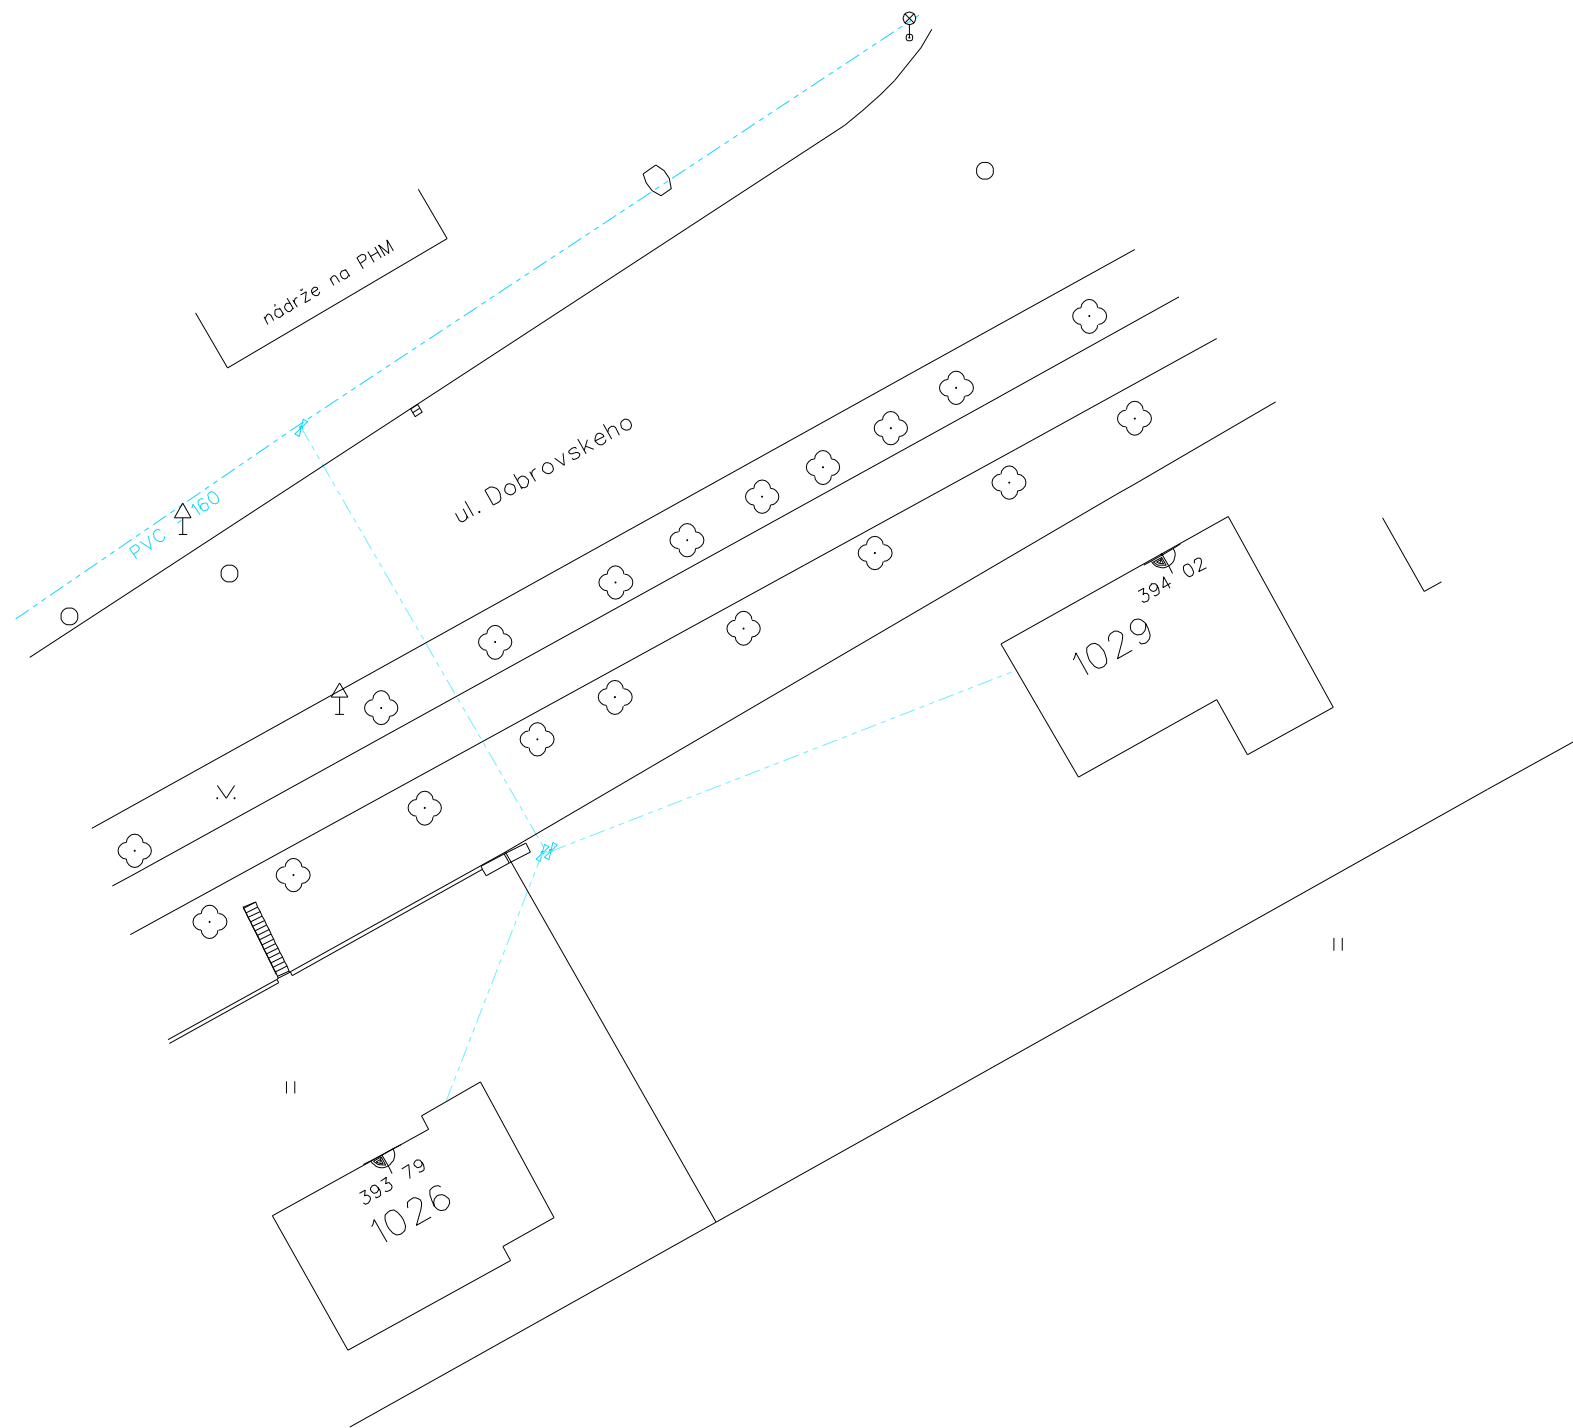 nádrže na PHM
ul. Dobrovskeho
PVC - 160
394 02
1029
393 79
1026